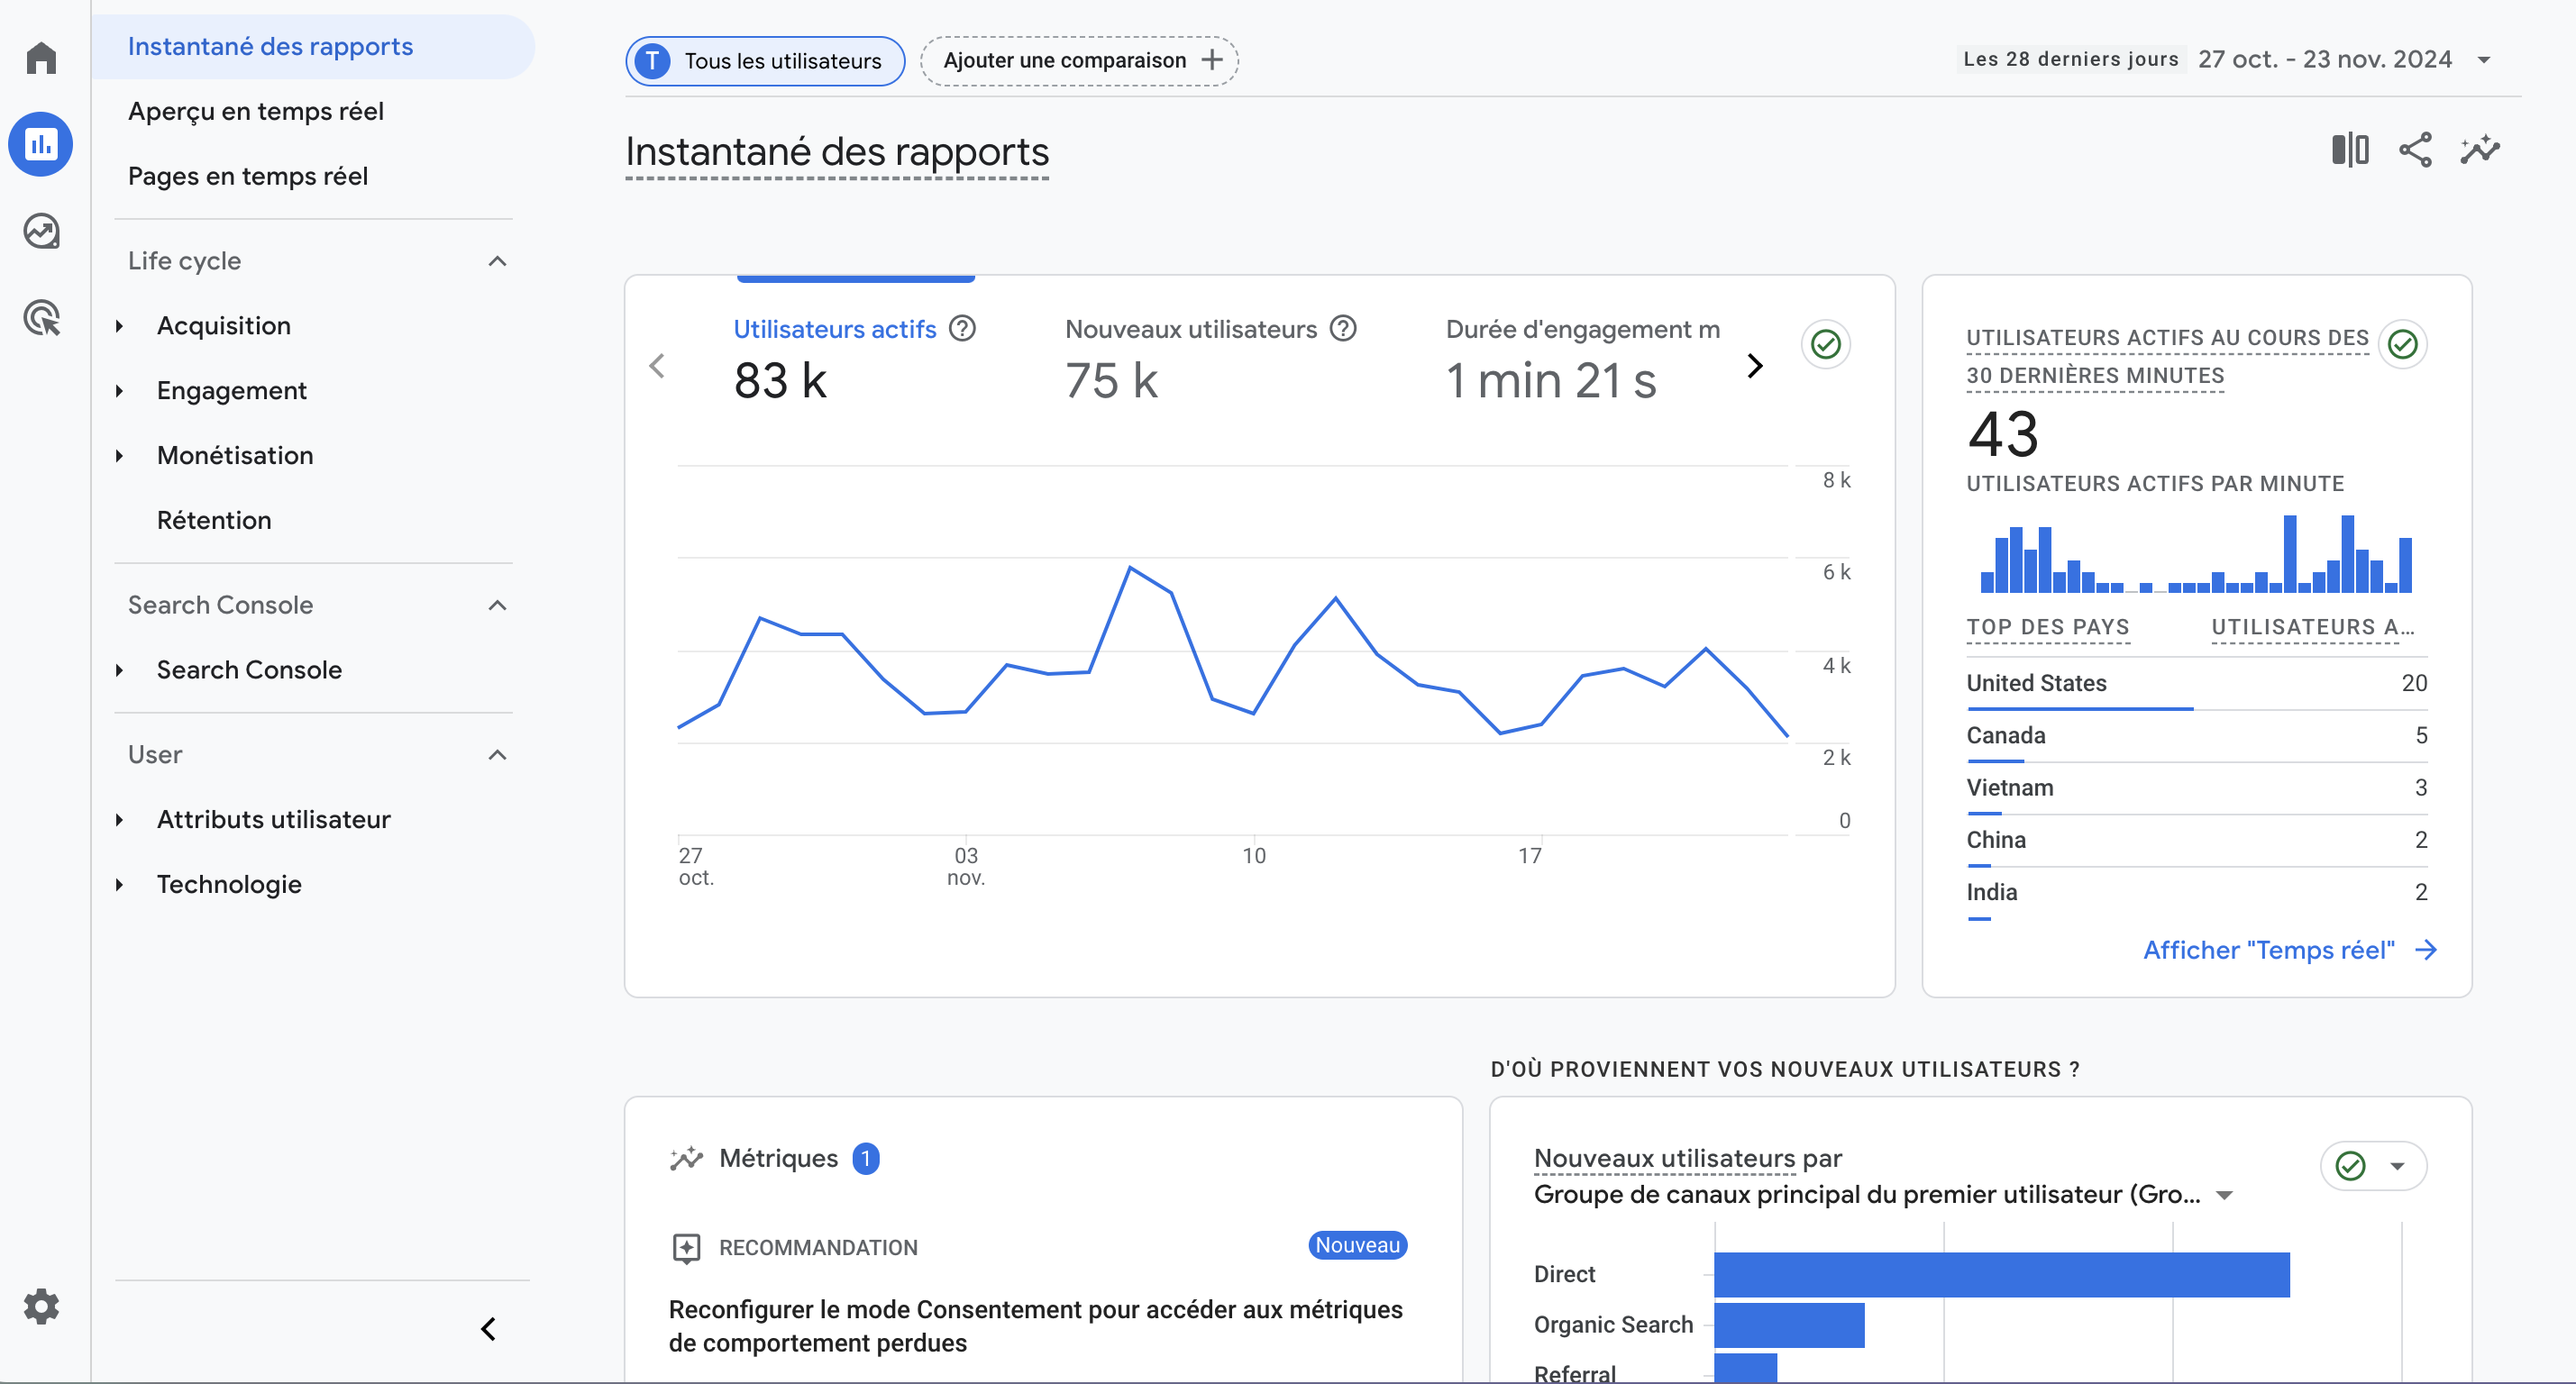 Instantané des rapports
Aperçu en temps réel
Pages en temps réel
Life cycle
Acquisition
Engagement
Monétisation
Rétention
Search Console
Search Console
User
Attributs utilisateur
Technologie
T Tous les utilisateurs
Ajouter une comparaison
Les 28 derniers jours 27 oct. - 23 nov. 2024
Instantané des rapports
Utilisateurs actifs
83 k
Nouveaux utilisateurs
75 k
Durée d'engagement m
1 min 21 s
8 k
6 k
4 k
2 k
0
27 oct.
03 nov.
10
17
UTILISATEURS ACTIFS AU COURS DES
30 DERNIÈRES MINUTES
43
UTILISATEURS ACTIFS PAR MINUTE
TOP DES PAYS UTILISATEURS A...
United States 20
Canada 5
Vietnam 3
China 2
India 2
Afficher "Temps réel"
Métriques 1
RECOMMANDATION Nouveau
Reconfigurer le mode Consentement pour accéder aux métriques
de comportement perdues
D'OÙ PROVIENNENT VOS NOUVEAUX UTILISATEURS ?
Nouveaux utilisateurs par
Groupe de canaux principal du premier utilisateur (Gro...
Direct
Organic Search
Referral